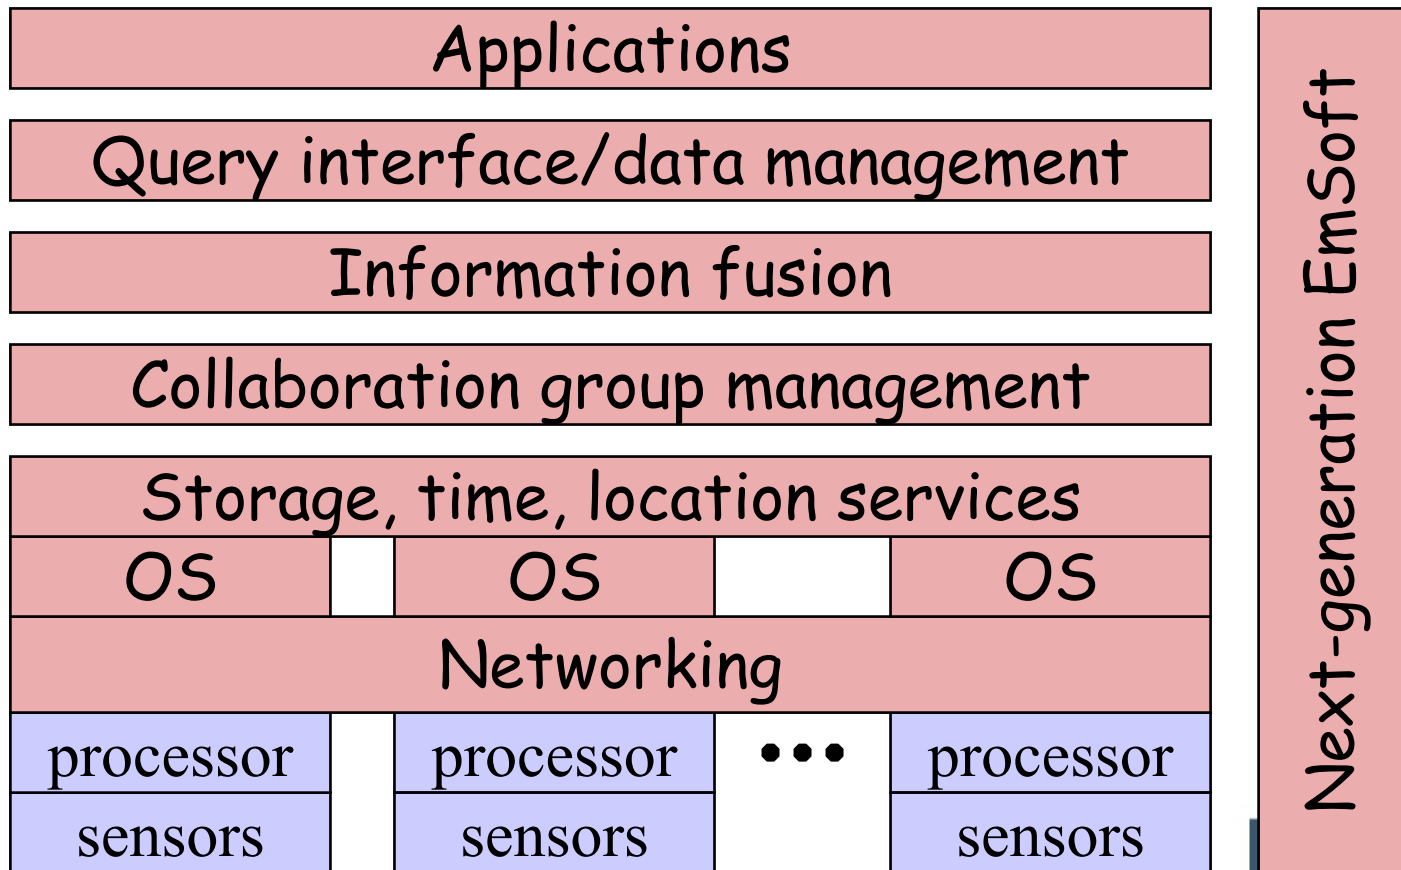 Applications
Query interface/data management
Information fusion
Collaboration group management
Storage, time, location services
OS OS OS
Networking
processor processor ••• processor
sensors sensors sensors
Next-generation EmSoft